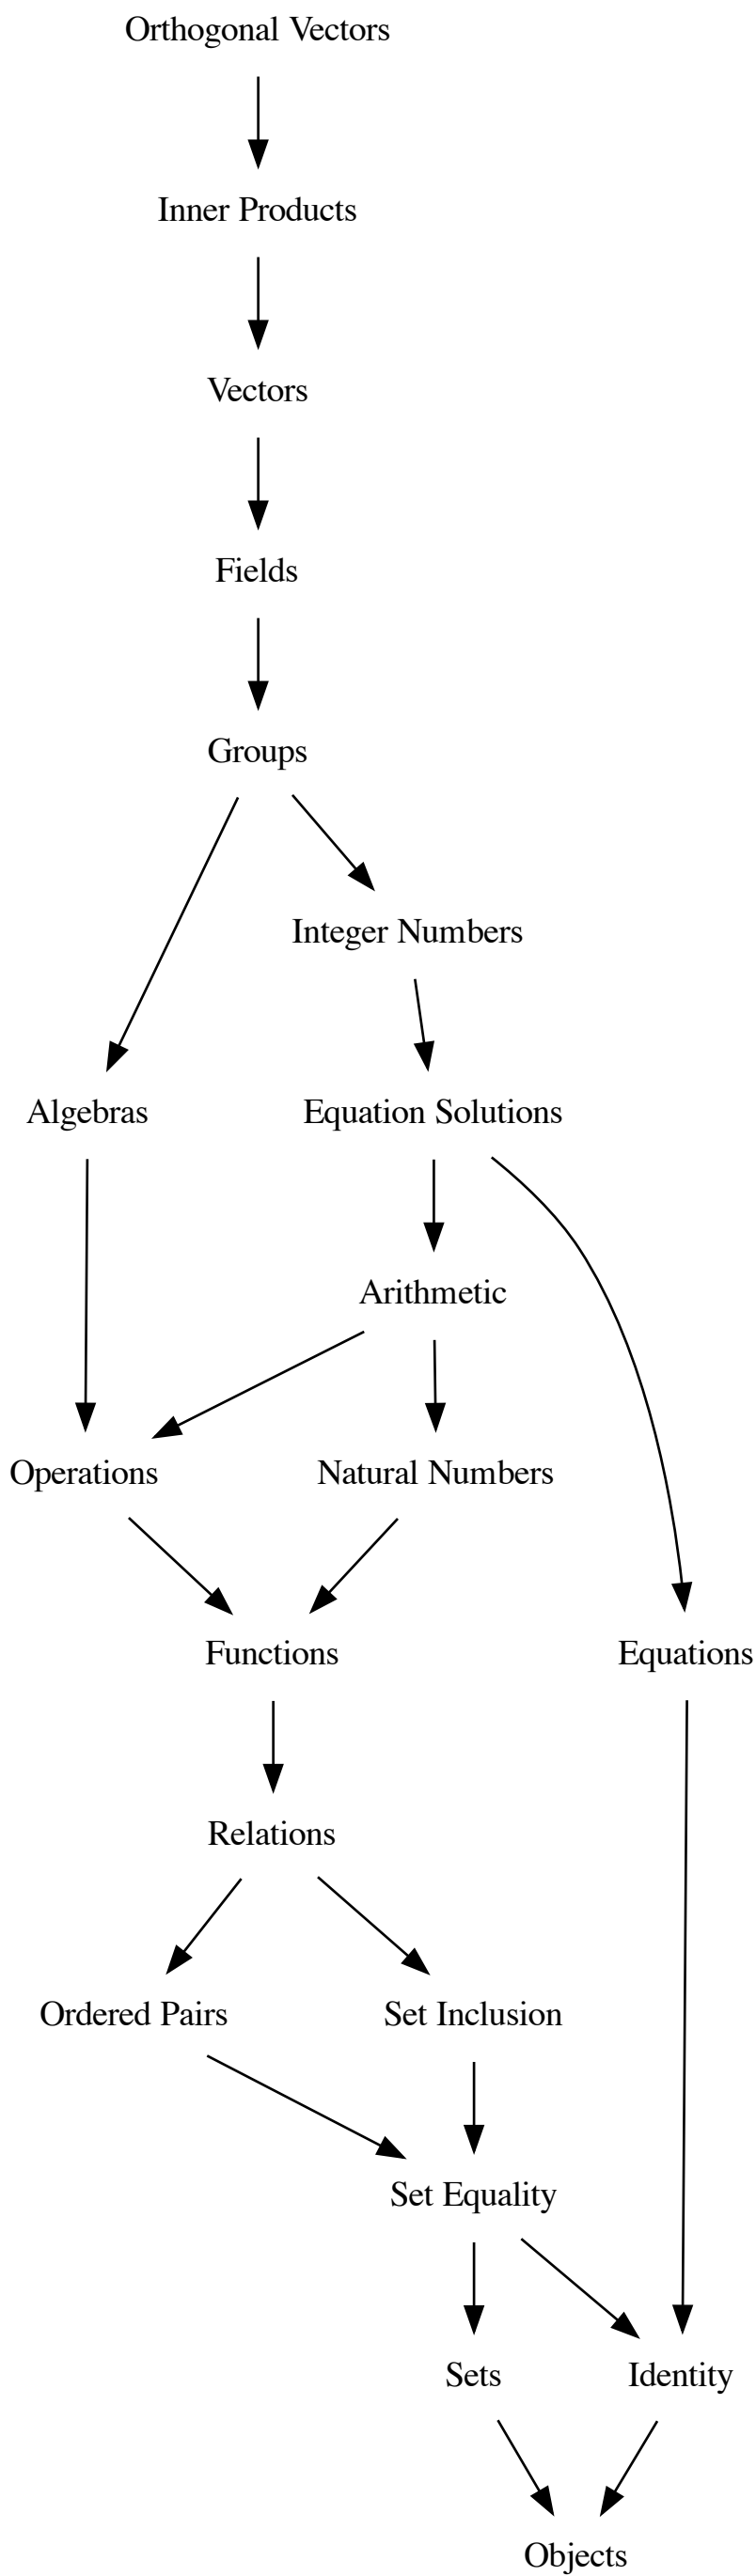 Orthogonal Vectors
Inner Products
Vectors
Fields
Groups
Integer Numbers
Algebras
Equation Solutions
Arithmetic
Operations
Natural Numbers
Functions
Equations
Relations
Ordered Pairs
Set Inclusion
Set Equality
Sets
Identity
Objects